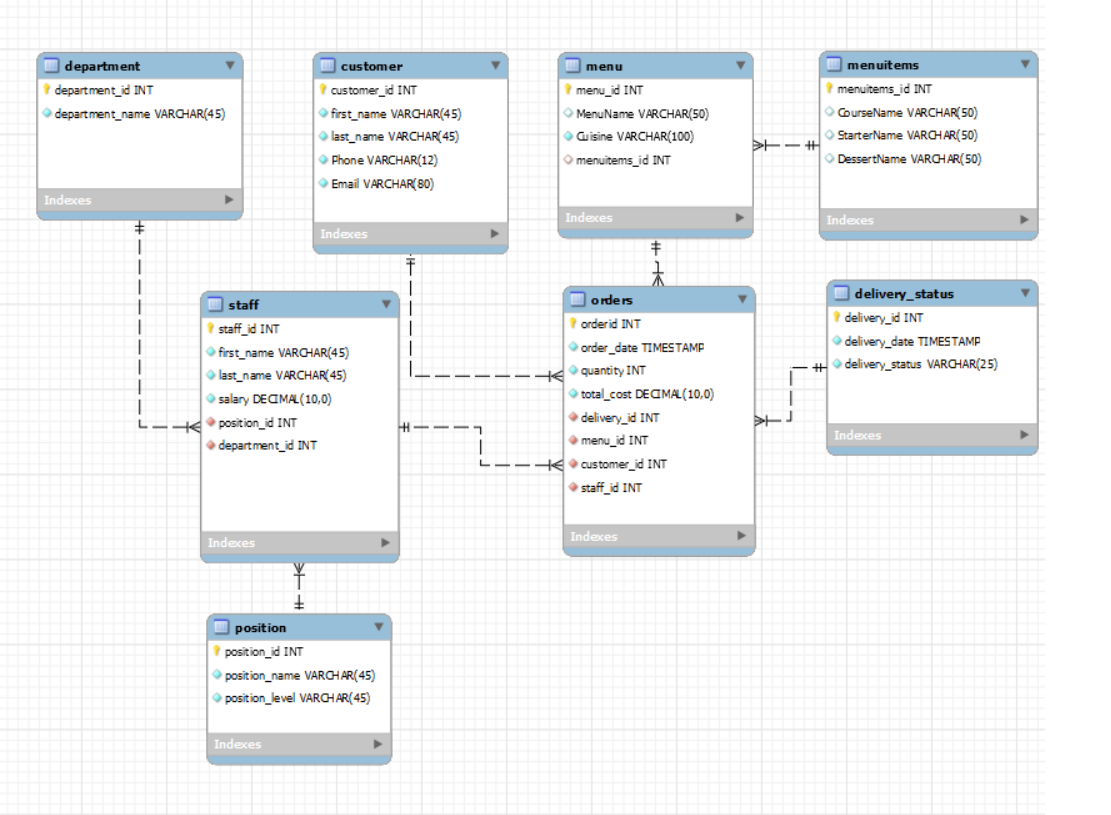 department
department_id INT
department_name VARCHAR(45)
Indexes
customer
customer_id INT
first_name VARCHAR(45)
last_name VARCHAR(45)
Phone VARCHAR(12)
Email VARCHAR(80)
Indexes
menu
menu_id INT
MenuName VARCHAR(50)
Cuisine VARCHAR(100)
menuitems_id INT
Indexes
menuitems
menuitems_id INT
CourseName VARCHAR(50)
StarterName VARCHAR(50)
DessertName VARCHAR(50)
Indexes
staff
staff_id INT
first_name VARCHAR(45)
last_name VARCHAR(45)
salary DECIMAL(10,0)
position_id INT
department_id INT
Indexes
orders
orderid INT
order_date TIMESTAMP
quantity INT
total_cost DECIMAL(10,0)
delivery_id INT
menu_id INT
customer_id INT
staff_id INT
Indexes
delivery_status
delivery_id INT
delivery_date TIMESTAMP
delivery_status VARCHAR(25)
Indexes
position
position_id INT
position_name VARCHAR(45)
position_level VARCHAR(45)
Indexes